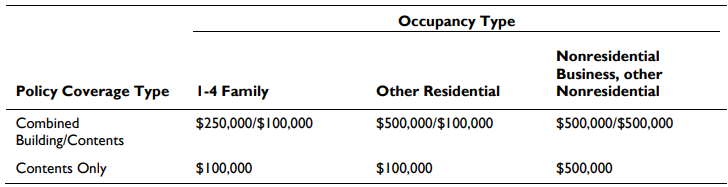 Occupancy Type
Nonresidential
Business, other
Policy Coverage Type 1-4 Family Other Residential Nonresidential
Combined $250,000/$100,000 $500,000/$100,000 $500,000/$500,000
Building/Contents
Contents Only $100,000 $100,000 $500,000